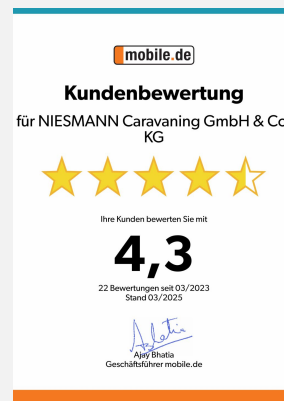 mobile.de
Kundenbewertung
für NIESMANN Caravaning GmbH & Co
KG
Ihre Kunden bewerten Sie mit
4,3
22 Bewertungen seit 03/2023
Stand 03/2025
Ajay Bhatia
Geschäftsführer mobile.de